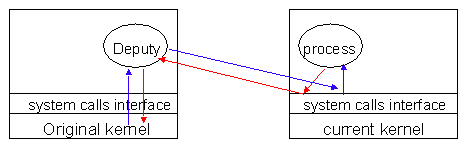 Deputy
system calls interface
Original kernel
process
system calls interface
current kernel